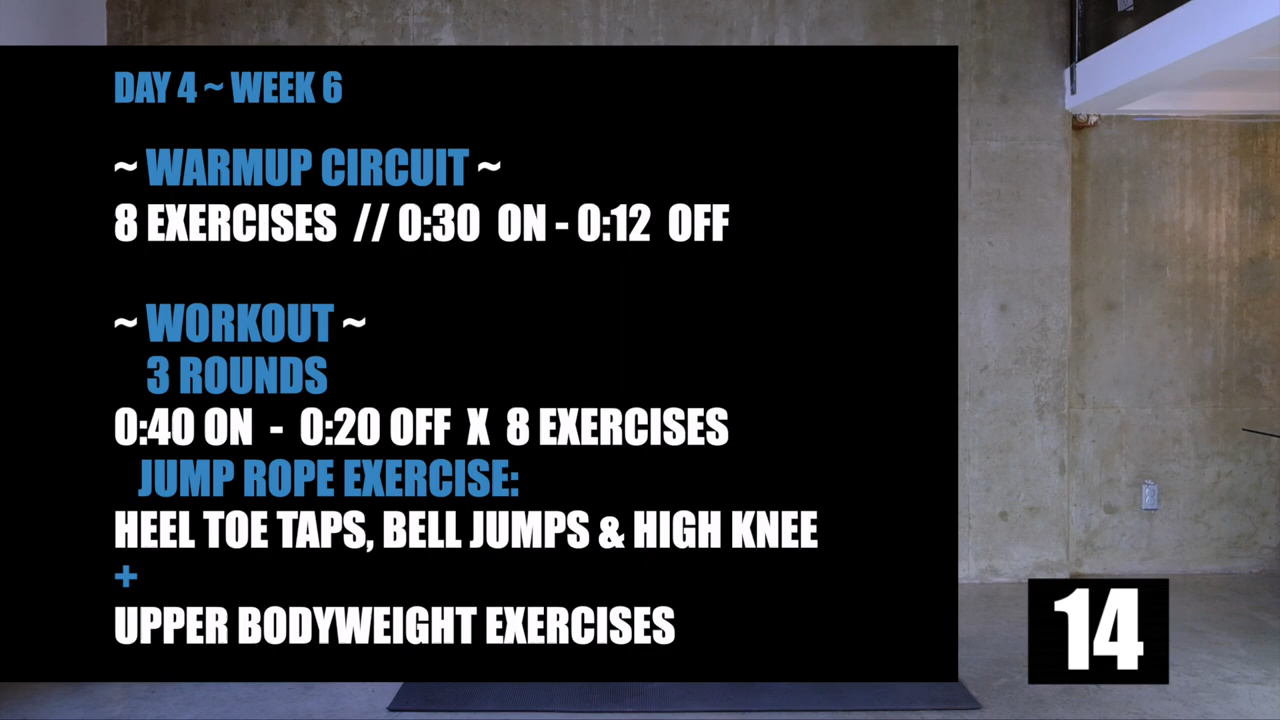 DAY 4 ~ WEEK 6
~ WARMUP CIRCUIT ~
8 EXERCISES // 0:30 ON - 0:12 OFF
~ WORKOUT ~
3 ROUNDS
0:40 ON - 0:20 OFF X 8 EXERCISES
JUMP ROPE EXERCISE:
HEEL TOE TAPS, BELL JUMPS & HIGH KNEE
+
UPPER BODYWEIGHT EXERCISES
14